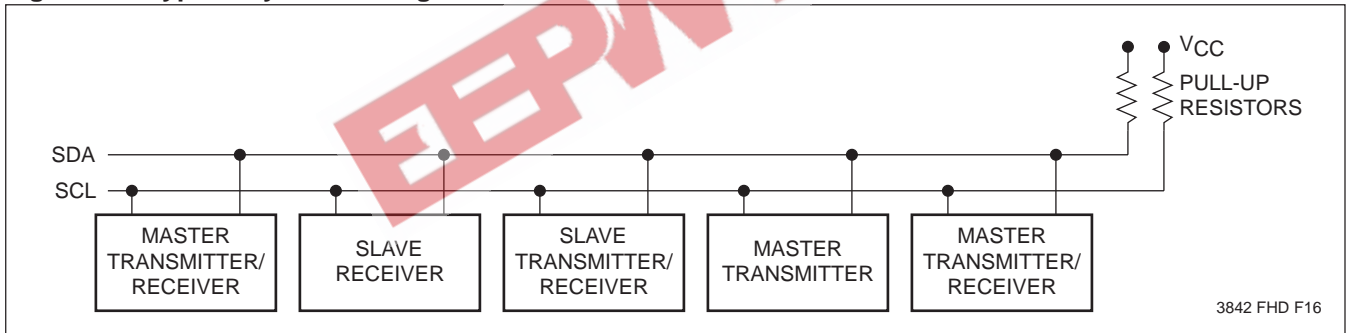 EEPW
VCC
PULL-UP
RESISTORS
SDA
SCL
MASTER
TRANSMITTER/
RECEIVER
SLAVE
RECEIVER
SLAVE
TRANSMITTER/
RECEIVER
MASTER
TRANSMITTER
MASTER
TRANSMITTER/
RECEIVER
3842 FHD F16